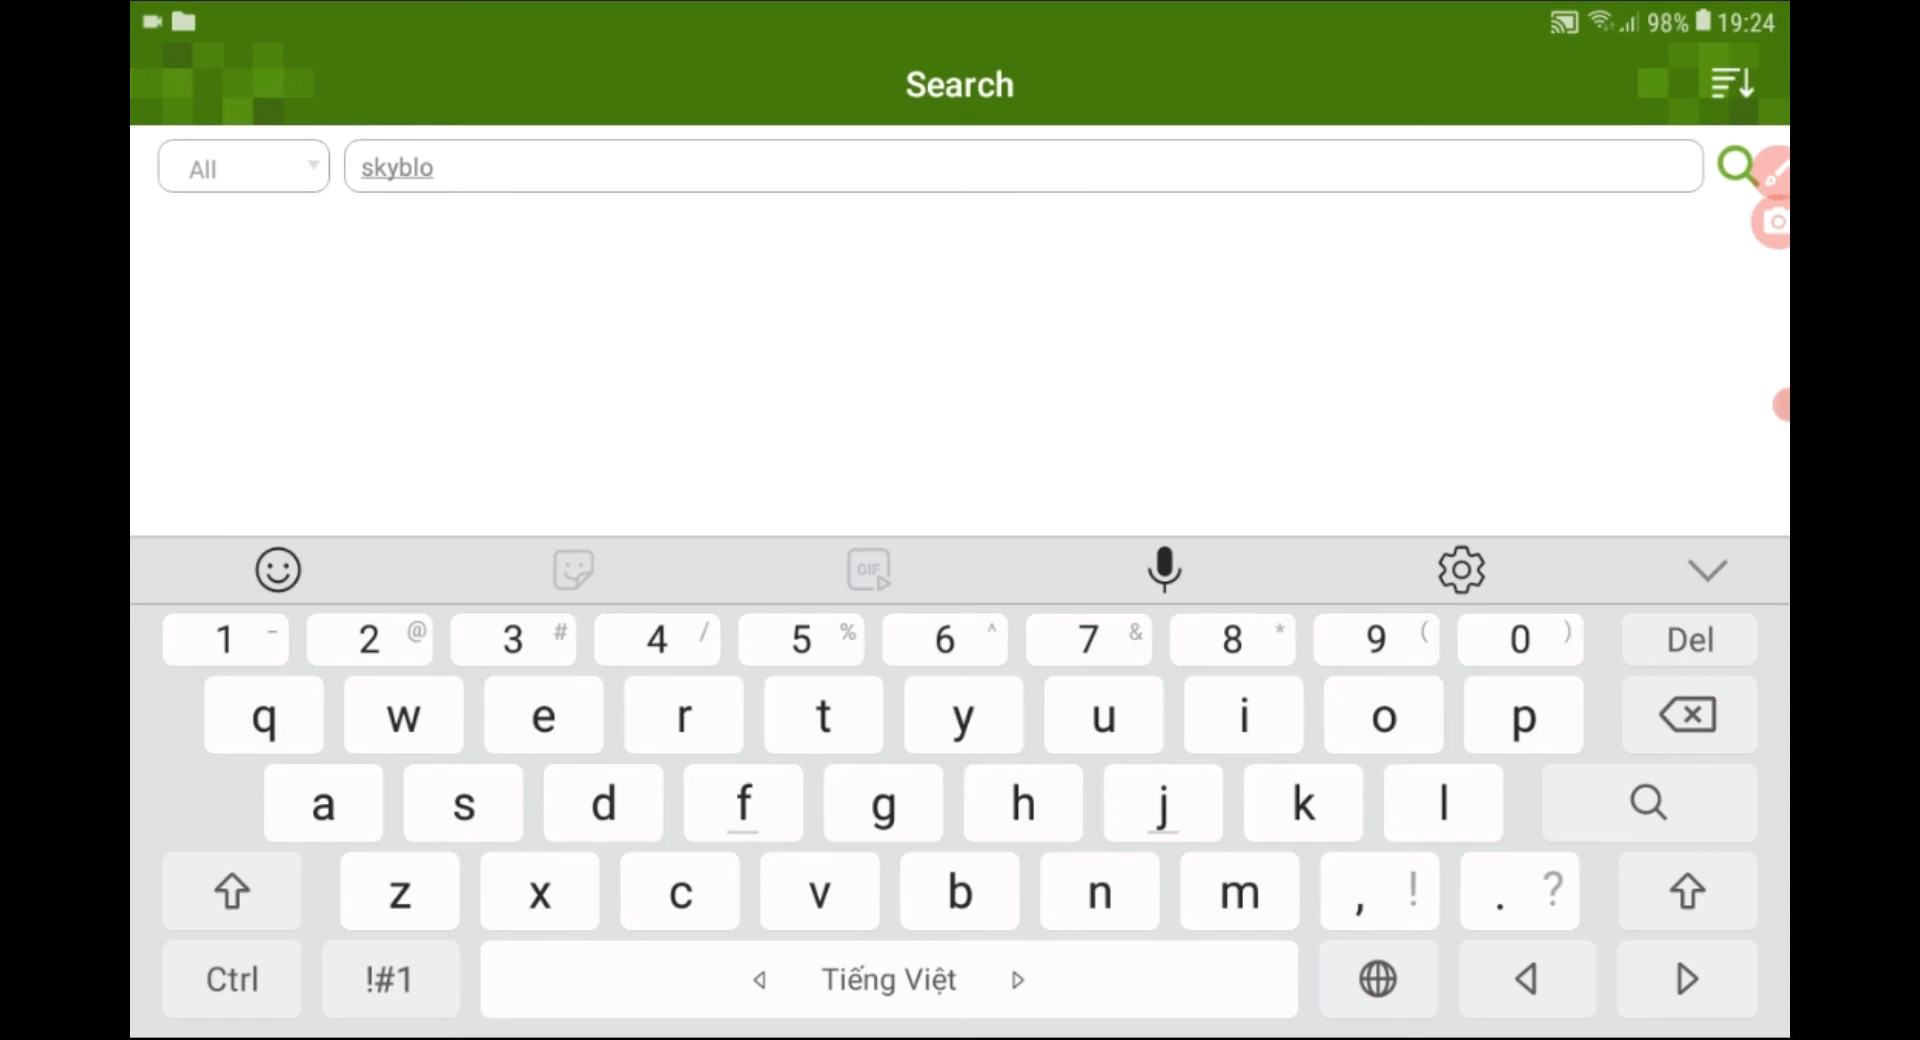 98% 19:24
Search
All skyblo
GIF
1 - 2 @ 3 # 4 / 5 % 6 ^ 7 & 8 * 9 ( 0 ) Del
q w e r t y u i o p
a s d f g h j k l
z x c v b n m , ! . ?
Ctrl !#1 Tiếng Việt